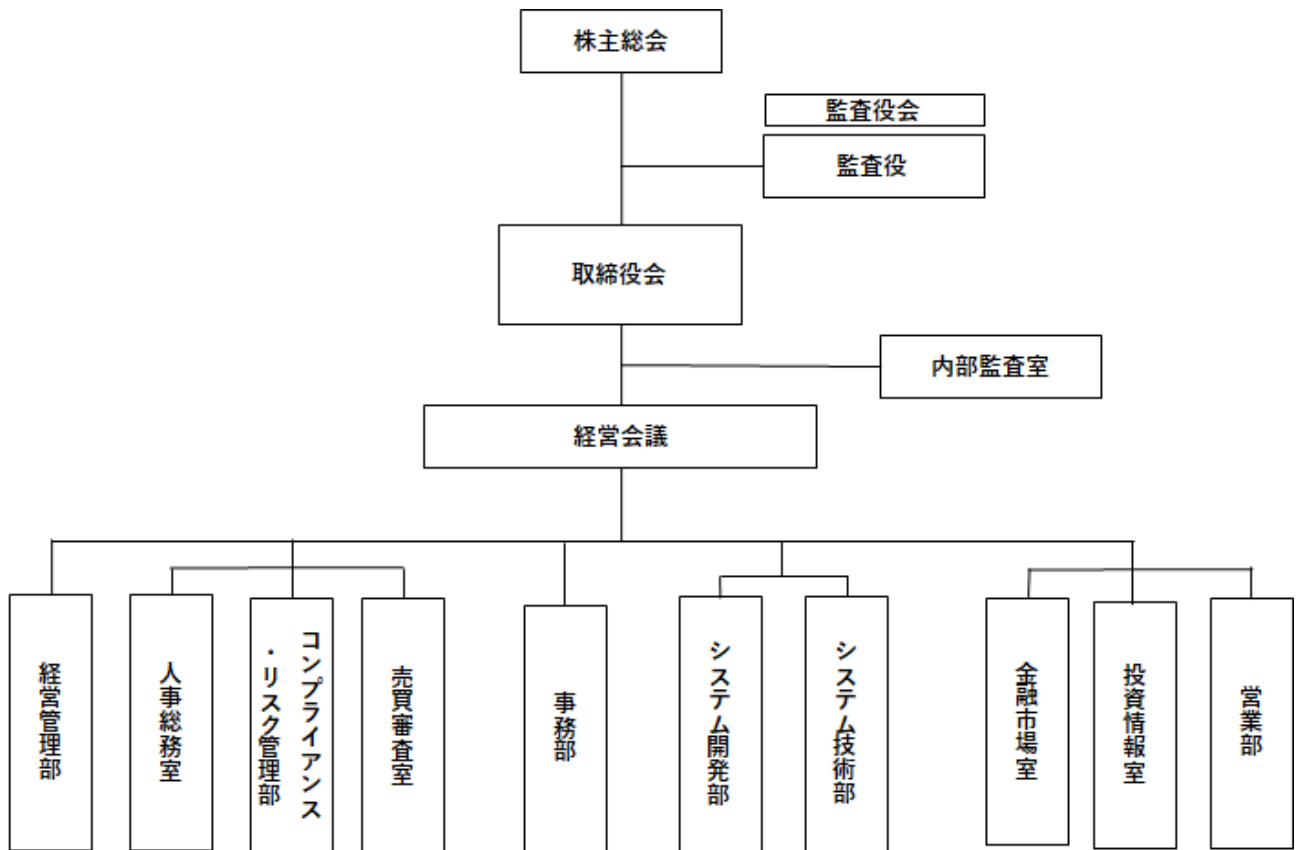 株主総会
監査役会
監査役
取締役会
内部監査室
経営会議
経営管理部
人事総務室
コンプライアンス
・リスク管理部
売買審査室
事務部
システム開発部
システム技術部
金融市場室
投資情報室
営業部